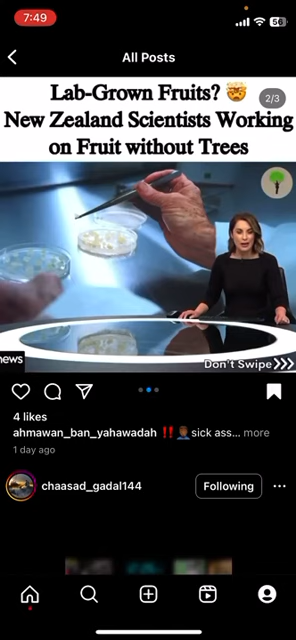 7:49
56
All Posts
Lab-Grown Fruits? 🤯
2/3
New Zealand Scientists Working
on Fruit without Trees
news
Don't Swipe
4 likes
ahmawan_ban_yahawadah ‼️🤦🏾‍♂️sick ass... more
1 day ago
chaasad_gadal144
Following